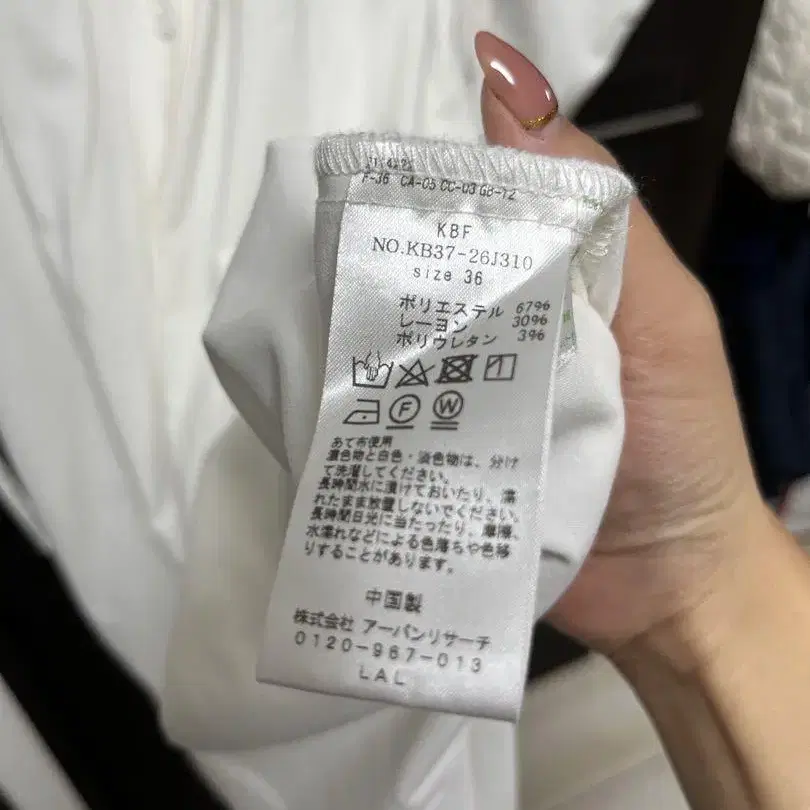 F-36 CA-05 CC-03 GB-12
KBF
NO.KB37-26J310
size 36
ポリエステル 67%
レーヨン 30%
ポリウレタン 3%
F W
あて布使用
濃色物と白色・淡色物は、分け
て洗濯してください。
長時間水に漬けておいたり、濡
れたまま放置しないでください。
長時間日光に当たったり、摩擦、
水濡れなどによる色落ちや色移
りすることがあります。
中国製
株式会社 アーバンリサーチ
0120-967-013
LAL